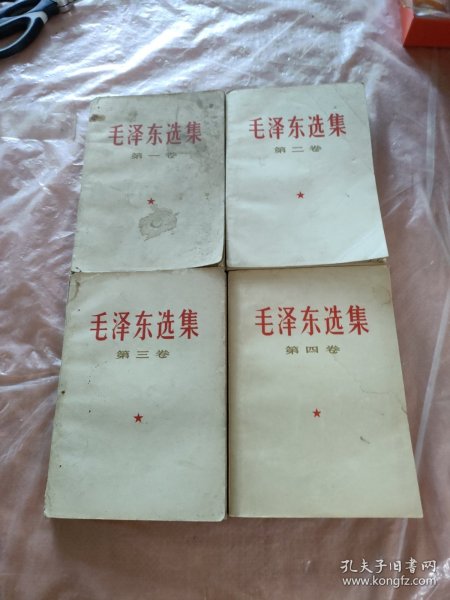 毛泽东选集
第一卷
毛泽东选集
第二卷
毛泽东选集
第三卷
毛泽东选集
第四卷
孔夫子旧书网
www.kongfz.com